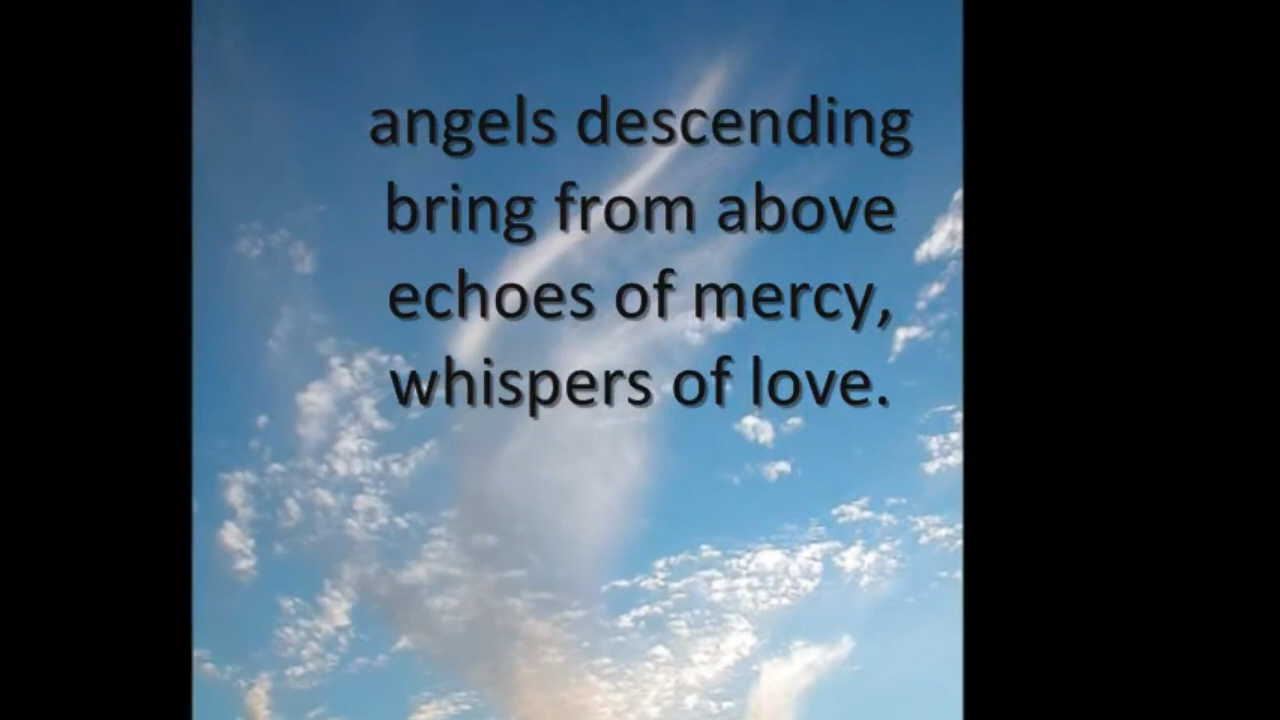 angels descending
bring from above
echoes of mercy,
whispers of love.